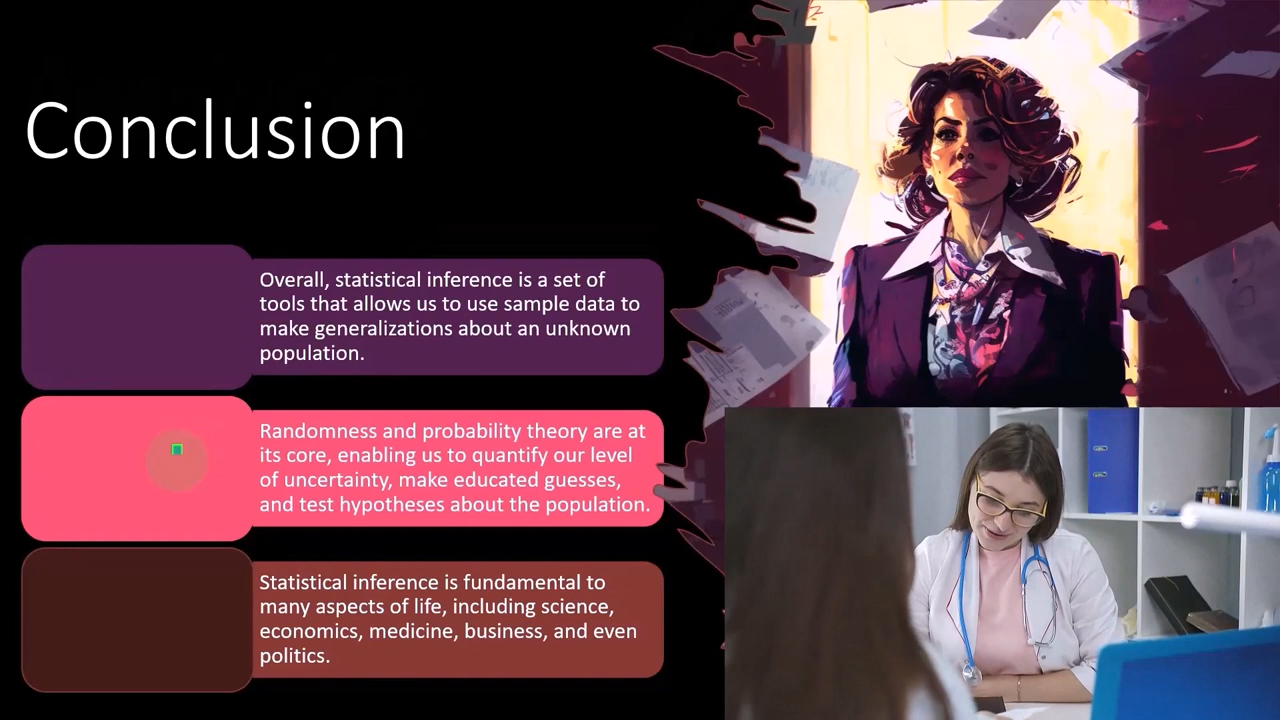 Conclusion
Overall, statistical inference is a set of
tools that allows us to use sample data to
make generalizations about an unknown
population.
Randomness and probability theory are at
its core, enabling us to quantify our level
of uncertainty, make educated guesses,
and test hypotheses about the population.
Statistical inference is fundamental to
many aspects of life, including science,
economics, medicine, business, and even
politics.